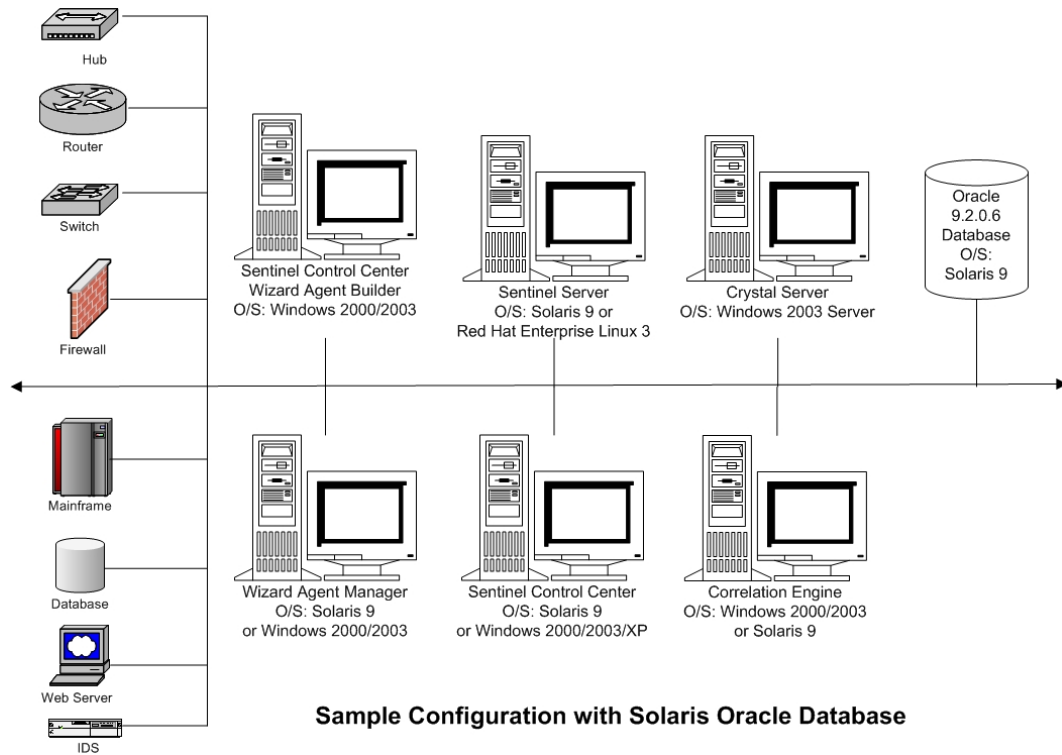 Hub
Router
Switch
Firewall
Mainframe
Database
Web Server
IDS
Sentinel Control Center
Wizard Agent Builder
O/S: Windows 2000/2003
Sentinel Server
O/S: Solaris 9 or
Red Hat Enterprise Linux 3
Crystal Server
O/S: Windows 2003 Server
Oracle
9.2.0.6
Database
O/S:
Solaris 9
Wizard Agent Manager
O/S: Solaris 9
or Windows 2000/2003
Sentinel Control Center
O/S: Solaris 9
or Windows 2000/2003/XP
Correlation Engine
O/S: Windows 2000/2003
or Solaris 9
Sample Configuration with Solaris Oracle Database